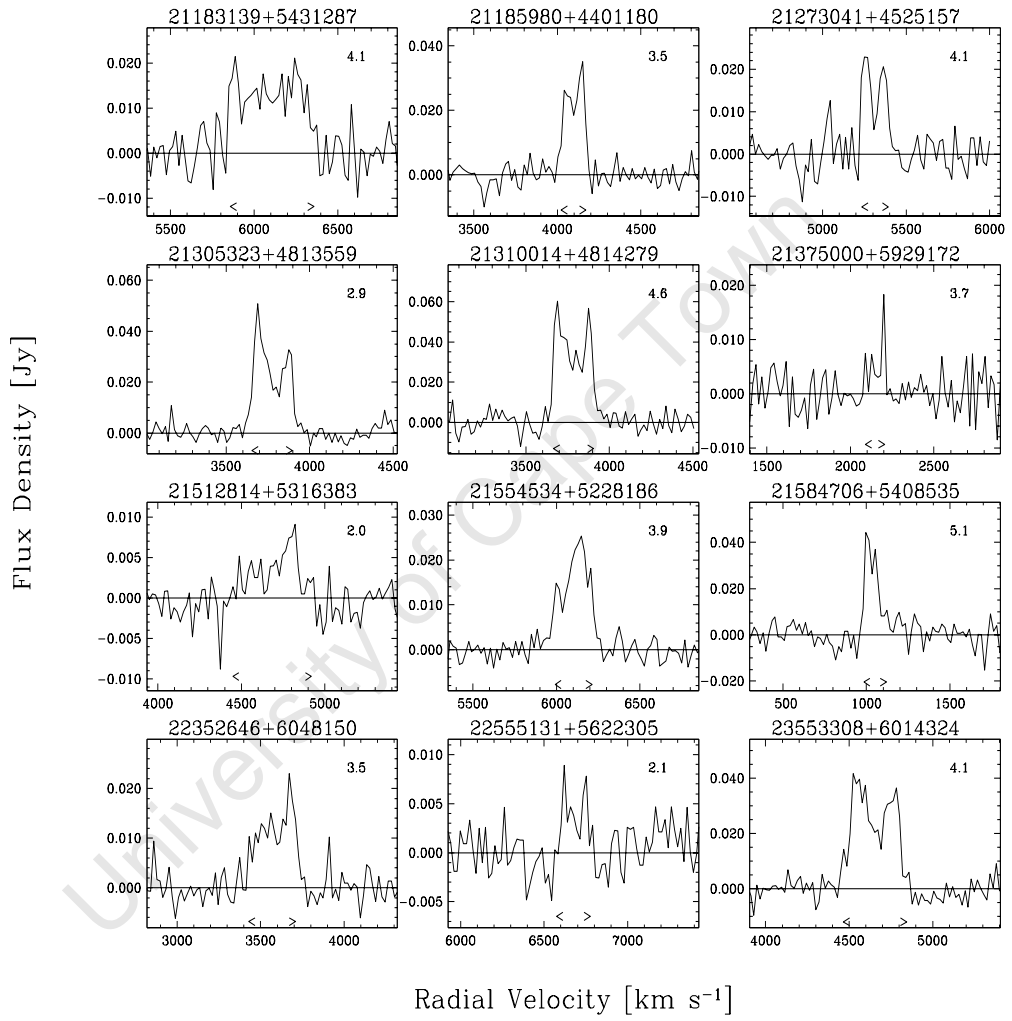 21183139+5431287 21185980+4401180 21273041+4525157
4.1 3.5 4.1
0.020 0.040 0.020
0.010 0.020 0.010
0.000 0.000 0.000
−0.010 −0.010
5500 6000 6500 3500 4000 4500 5000 5500 6000
21305323+4813559 21310014+4814279 21375000+5929172
2.9 4.6 3.7
0.060 0.060 0.020
0.040 0.040 0.010
0.020 0.020 0.000
0.000 0.000 −0.010
3500 4000 4500 3500 4000 4500 1500 2000 2500
21512814+5316383 21554534+5228186 21584706+5408535
2.0 3.9 5.1
0.010 0.030 0.040
0.005 0.020 0.020
0.000 0.010 0.000
−0.005 0.000 −0.020
−0.010
4000 4500 5000 5500 6000 6500 500 1000 1500
22352646+6048150 22555131+5622305 23553308+6014324
3.5 2.1 4.1
0.020 0.010 0.040
0.010 0.005 0.020
0.000 0.000 0.000
−0.005
3000 3500 4000 6000 6500 7000 4000 4500 5000
Flux Density [Jy]
Radial Velocity [km s⁻¹]
University of Cape Town